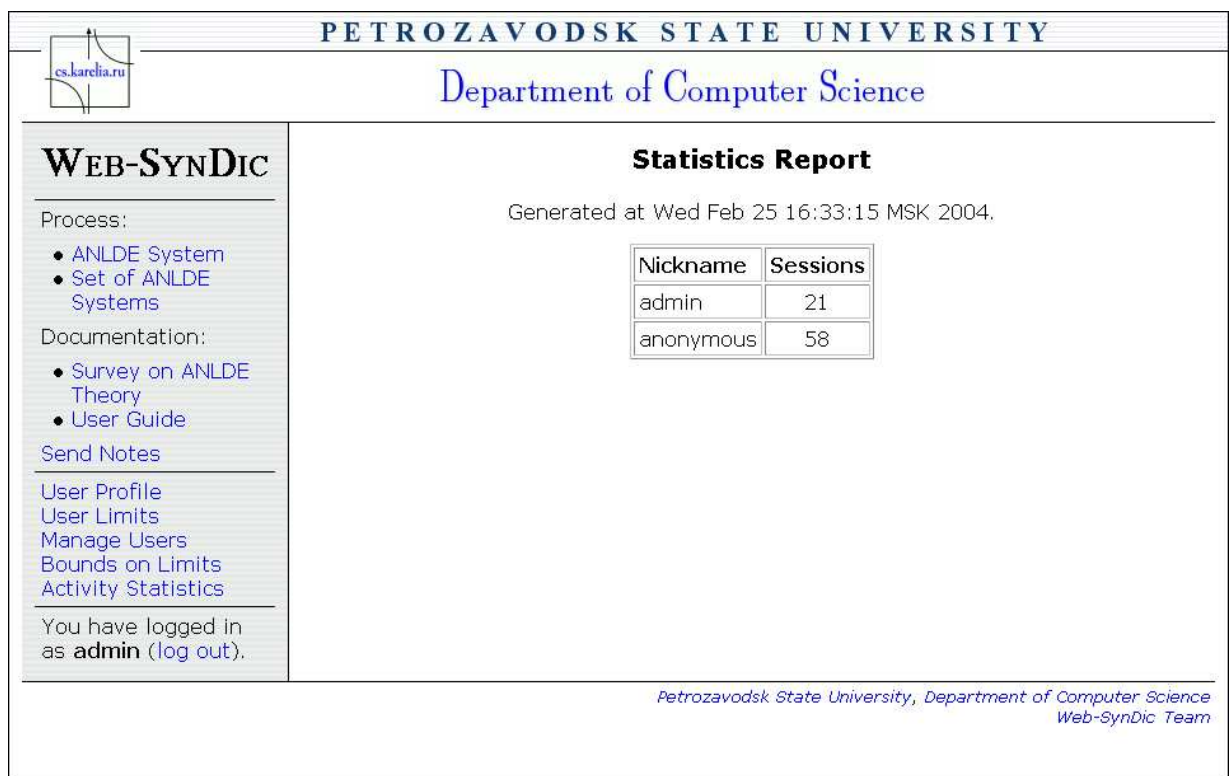 PETROZAVODSK STATE UNIVERSITY
cs.karelia.ru
Department of Computer Science
WEB-SYNDIC
Process:
• ANLDE System
• Set of ANLDE
Systems
Documentation:
• Survey on ANLDE
Theory
• User Guide
Send Notes
User Profile
User Limits
Manage Users
Bounds on Limits
Activity Statistics
You have logged in
as admin (log out).
Statistics Report
Generated at Wed Feb 25 16:33:15 MSK 2004.
Nickname Sessions
admin 21
anonymous 58
Petrozavodsk State University, Department of Computer Science
Web-SynDic Team